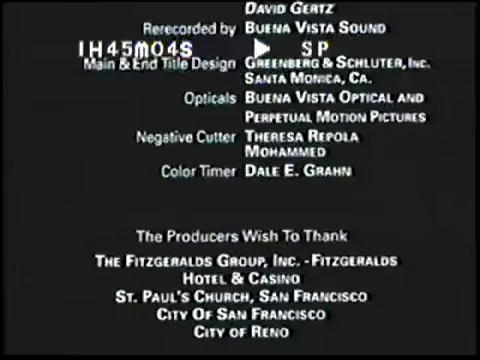 DAVID GERTZ
Rerecorded by BUENA VISTA SOUND
1H45M04S ▶ SP
Main & End Title Design GREENBERG & SCHLUTER, INC.
SANTA MONICA, CA.
Opticals BUENA VISTA OPTICAL AND
PERPETUAL MOTION PICTURES
Negative Cutter THERESA REPOLA
MOHAMMED
Color Timer DALE E. GRAHN
The Producers Wish To Thank
THE FITZGERALDS GROUP, INC. - FITZGERALDS
HOTEL & CASINO
ST. PAUL'S CHURCH, SAN FRANCISCO
CITY OF SAN FRANCISCO
CITY OF RENO